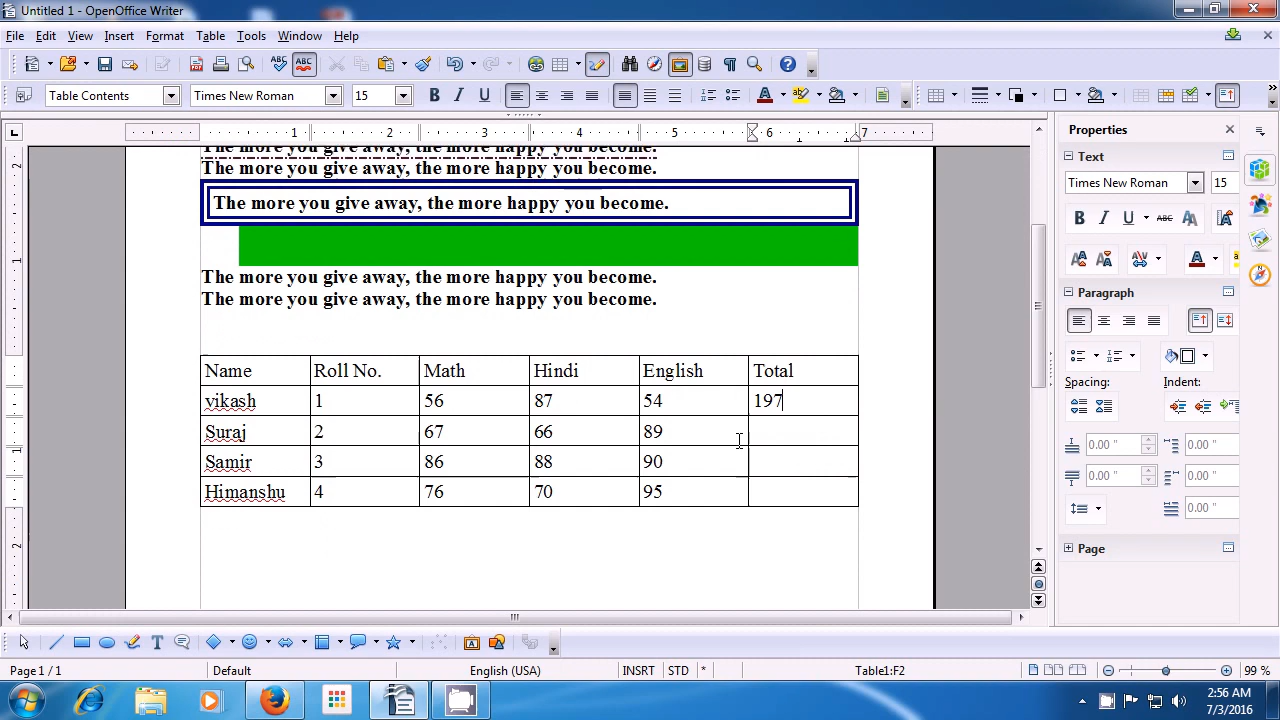 Untitled 1 - OpenOffice Writer
File Edit View Insert Format Table Tools Window Help
Table Contents Times New Roman 15
1 2 3 4 5 6 7
The more you give away, the more happy you become.
The more you give away, the more happy you become.
The more you give away, the more happy you become.
The more you give away, the more happy you become.
The more you give away, the more happy you become.
Name Roll No. Math Hindi English Total
vikash 1 56 87 54 197
Suraj 2 67 66 89
Samir 3 86 88 90
Himanshu 4 76 70 95
Properties
Text
Times New Roman 15
Paragraph
Spacing: Indent:
0.00 " 0.00 "
0.00 " 0.00 "
0.00 "
Page
Page 1 / 1 Default English (USA) INSRT STD * Table1:F2 99 %
2:56 AM
7/3/2016